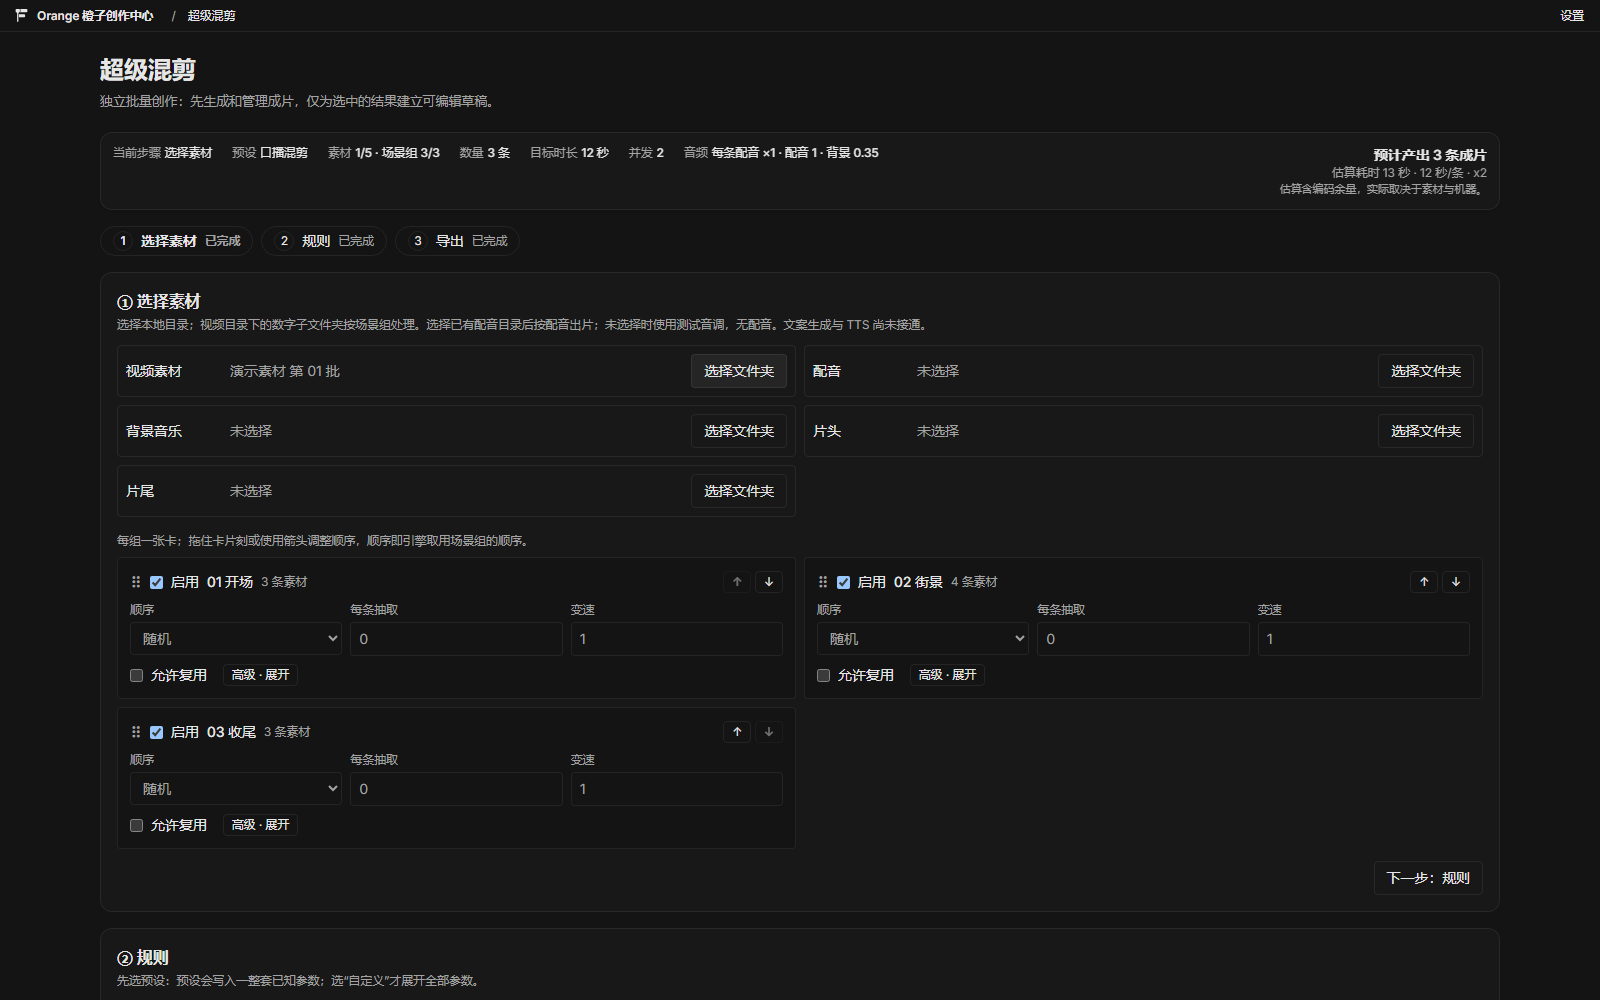 Orange 橙子创作中心 / 超级混剪 设置
超级混剪
独立批量创作：先生成和管理成片，仅为选中的结果建立可编辑草稿。
当前步骤 选择素材 预设 口播混剪 素材 1/5 · 场景组 3/3 数量 3 条 目标时长 12 秒 并发 2 音频 每条配音 ×1 · 配音 1 · 背景 0.35
预计产出 3 条成片
估算耗时 13 秒 · 12 秒/条 · x2
估算含编码余量，实际取决于素材与机器。
1 选择素材 已完成 2 规则 已完成 3 导出 已完成
① 选择素材
选择本地目录；视频目录下的数字子文件夹按场景组处理。选择已有配音目录后按配音出片；未选择时使用测试音调，无配音。文案生成与 TTS 尚未接通。
视频素材 演示素材 第 01 批 选择文件夹 配音 未选择 选择文件夹
背景音乐 未选择 选择文件夹 片头 未选择 选择文件夹
片尾 未选择 选择文件夹
每组一张卡；拖住卡片刻或使用箭头调整顺序，顺序即引擎取用场景组的顺序。
启用 01 开场 3 条素材 ↑ ↓ 启用 02 街景 4 条素材 ↑ ↓
顺序 每条抽取 变速 顺序 每条抽取 变速
随机 0 1 随机 0 1
允许复用 高级 · 展开 允许复用 高级 · 展开
启用 03 收尾 3 条素材 ↑ ↓
顺序 每条抽取 变速
随机 0 1
允许复用 高级 · 展开
下一步：规则
② 规则
先选预设：预设会写入一整套已知参数；选“自定义”才展开全部参数。